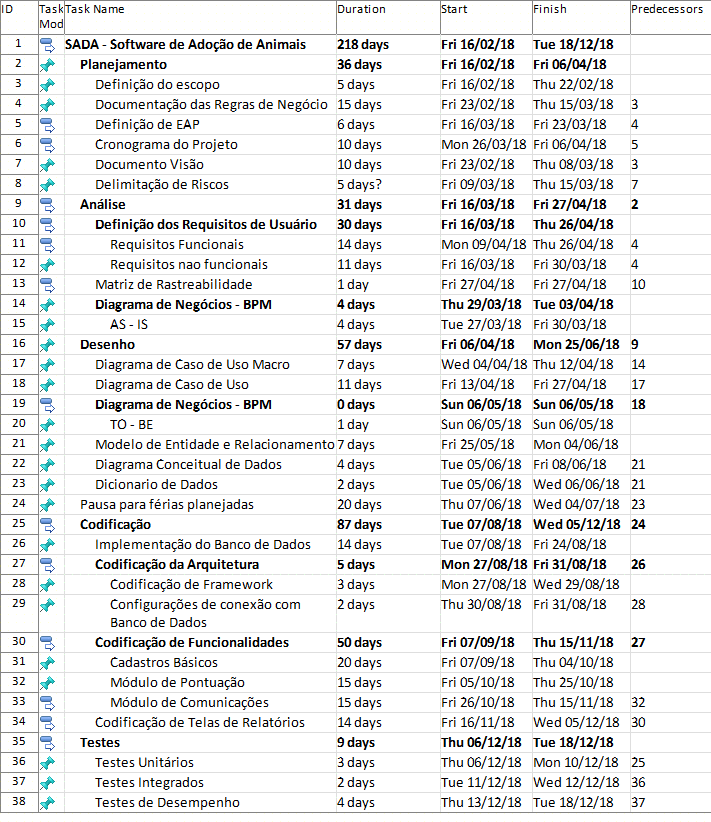 ID Task Mod Task Name Duration Start Finish Predecessors
1 SADA - Software de Adoção de Animais 218 days Fri 16/02/18 Tue 18/12/18
2 Planejamento 36 days Fri 16/02/18 Fri 06/04/18
3 Definição do escopo 5 days Fri 16/02/18 Thu 22/02/18
4 Documentação das Regras de Negócio 15 days Fri 23/02/18 Thu 15/03/18 3
5 Definição de EAP 6 days Fri 16/03/18 Fri 23/03/18 4
6 Cronograma do Projeto 10 days Mon 26/03/18 Fri 06/04/18 5
7 Documento Visão 10 days Fri 23/02/18 Thu 08/03/18 3
8 Delimitação de Riscos 5 days? Fri 09/03/18 Thu 15/03/18 7
9 Análise 31 days Fri 16/03/18 Fri 27/04/18 2
10 Definição dos Requisitos de Usuário 30 days Fri 16/03/18 Thu 26/04/18
11 Requisitos Funcionais 14 days Mon 09/04/18 Thu 26/04/18 4
12 Requisitos nao funcionais 11 days Fri 16/03/18 Fri 30/03/18 4
13 Matriz de Rastreabilidade 1 day Fri 27/04/18 Fri 27/04/18 10
14 Diagrama de Negócios - BPM 4 days Thu 29/03/18 Tue 03/04/18
15 AS - IS 4 days Tue 27/03/18 Fri 30/03/18
16 Desenho 57 days Fri 06/04/18 Mon 25/06/18 9
17 Diagrama de Caso de Uso Macro 7 days Wed 04/04/18 Thu 12/04/18 14
18 Diagrama de Caso de Uso 11 days Fri 13/04/18 Fri 27/04/18 17
19 Diagrama de Negócios - BPM 0 days Sun 06/05/18 Sun 06/05/18 18
20 TO - BE 1 day Sun 06/05/18 Sun 06/05/18
21 Modelo de Entidade e Relacionamento 7 days Fri 25/05/18 Mon 04/06/18
22 Diagrama Conceitual de Dados 4 days Tue 05/06/18 Fri 08/06/18 21
23 Dicionario de Dados 2 days Tue 05/06/18 Wed 06/06/18 21
24 Pausa para férias planejadas 20 days Thu 07/06/18 Wed 04/07/18 23
25 Codificação 87 days Tue 07/08/18 Wed 05/12/18 24
26 Implementação do Banco de Dados 14 days Tue 07/08/18 Fri 24/08/18
27 Codificação da Arquitetura 5 days Mon 27/08/18 Fri 31/08/18 26
28 Codificação de Framework 3 days Mon 27/08/18 Wed 29/08/18
29 Configurações de conexão com Banco de Dados 2 days Thu 30/08/18 Fri 31/08/18 28
30 Codificação de Funcionalidades 50 days Fri 07/09/18 Thu 15/11/18 27
31 Cadastros Básicos 20 days Fri 07/09/18 Thu 04/10/18
32 Módulo de Pontuação 15 days Fri 05/10/18 Thu 25/10/18
33 Módulo de Comunicações 15 days Fri 26/10/18 Thu 15/11/18 32
34 Codificação de Telas de Relatórios 14 days Fri 16/11/18 Wed 05/12/18 30
35 Testes 9 days Thu 06/12/18 Tue 18/12/18
36 Testes Unitários 3 days Thu 06/12/18 Mon 10/12/18 25
37 Testes Integrados 2 days Tue 11/12/18 Wed 12/12/18 36
38 Testes de Desempenho 4 days Thu 13/12/18 Tue 18/12/18 37